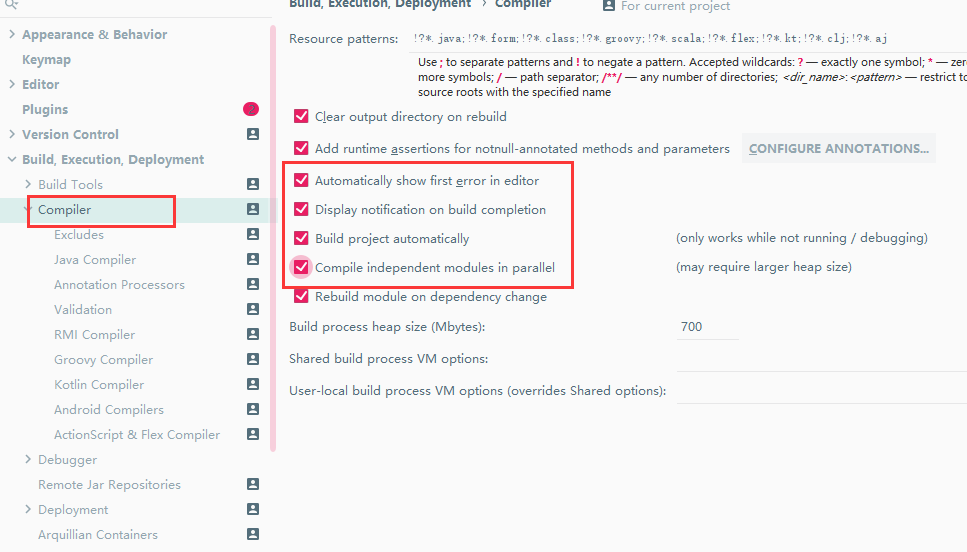 Build, Execution, Deployment › Compiler For current project
Appearance & Behavior
Keymap
Editor
Plugins
Version Control
Build, Execution, Deployment
Build Tools
Compiler
Excludes
Java Compiler
Annotation Processors
Validation
RMI Compiler
Groovy Compiler
Kotlin Compiler
Android Compilers
ActionScript & Flex Compiler
Debugger
Remote Jar Repositories
Deployment
Arquillian Containers
Resource patterns: !?*.java;!?*.form;!?*.class;!?*.groovy;!?*.scala;!?*.flex;!?*.kt;!?*.clj;!?*.aj
Use ; to separate patterns and ! to negate a pattern. Accepted wildcards: ? — exactly one symbol; * — zero
more symbols; / — path separator; /**/ — any number of directories; <dir_name>:<pattern> — restrict to
source roots with the specified name
Clear output directory on rebuild
Add runtime assertions for notnull-annotated methods and parameters CONFIGURE ANNOTATIONS...
Automatically show first error in editor
Display notification on build completion
Build project automatically (only works while not running / debugging)
Compile independent modules in parallel (may require larger heap size)
Rebuild module on dependency change
Build process heap size (Mbytes): 700
Shared build process VM options:
User-local build process VM options (overrides Shared options):